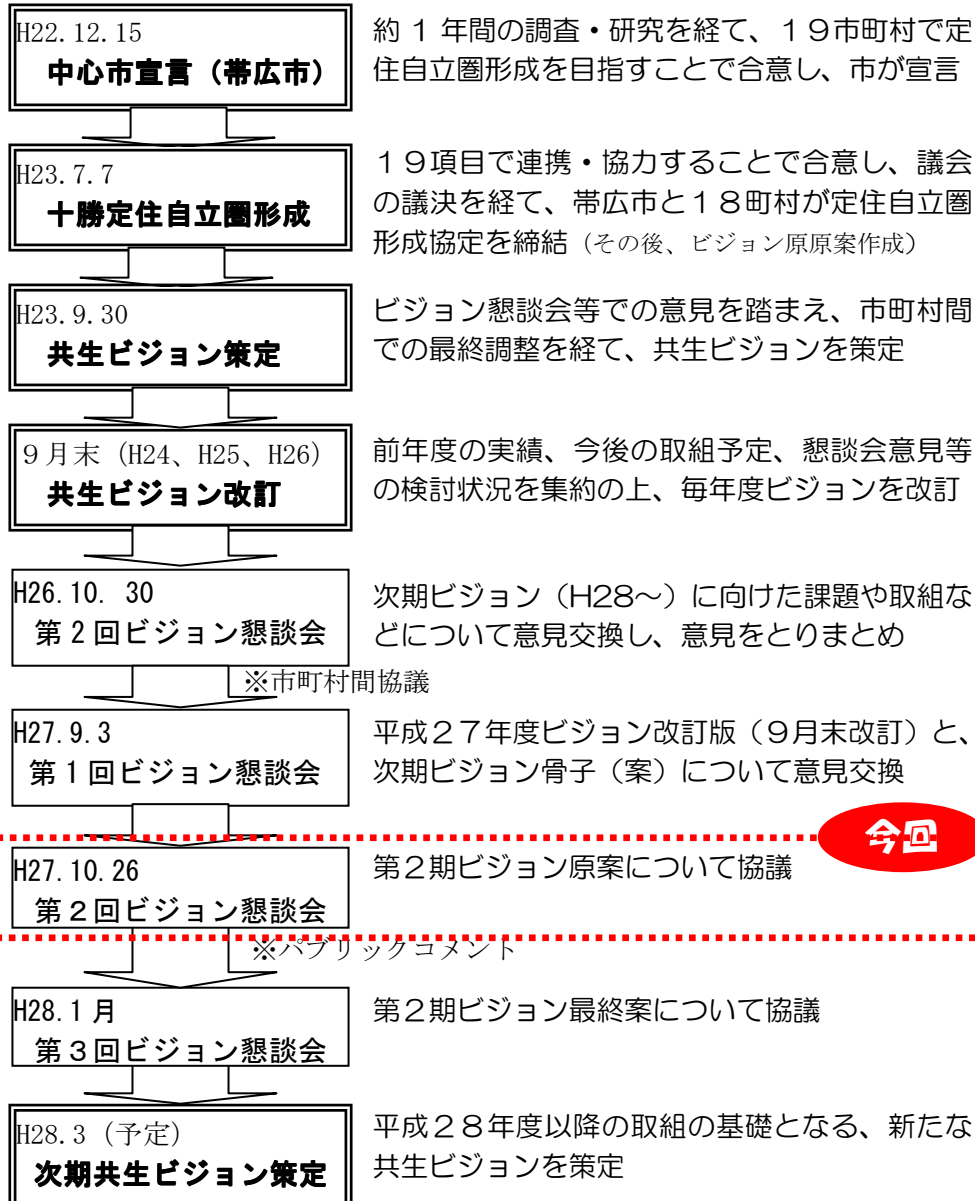 H22.12.15
中心市宣言（帯広市）
約１年間の調査・研究を経て、１９市町村で定
住自立圏形成を目指すことで合意し、市が宣言
H23.7.7
十勝定住自立圏形成
１９項目で連携・協力することで合意し、議会
の議決を経て、帯広市と１８町村が定住自立圏
形成協定を締結（その後、ビジョン原原案作成）
H23.9.30
共生ビジョン策定
ビジョン懇談会等での意見を踏まえ、市町村間
での最終調整を経て、共生ビジョンを策定
９月末（H24、H25、H26）
共生ビジョン改訂
前年度の実績、今後の取組予定、懇談会意見等
の検討状況を集約の上、毎年度ビジョンを改訂
H26.10. 30
第２回ビジョン懇談会
次期ビジョン（H28～）に向けた課題や取組な
どについて意見交換し、意見をとりまとめ
※市町村間協議
H27.9.3
第１回ビジョン懇談会
平成２７年度ビジョン改訂版（９月末改訂）と、
次期ビジョン骨子（案）について意見交換
今回
H27.10.26
第２回ビジョン懇談会
第２期ビジョン原案について協議
※パブリックコメント
H28.1 月
第３回ビジョン懇談会
第２期ビジョン最終案について協議
H28.3（予定）
次期共生ビジョン策定
平成２８年度以降の取組の基礎となる、新たな
共生ビジョンを策定